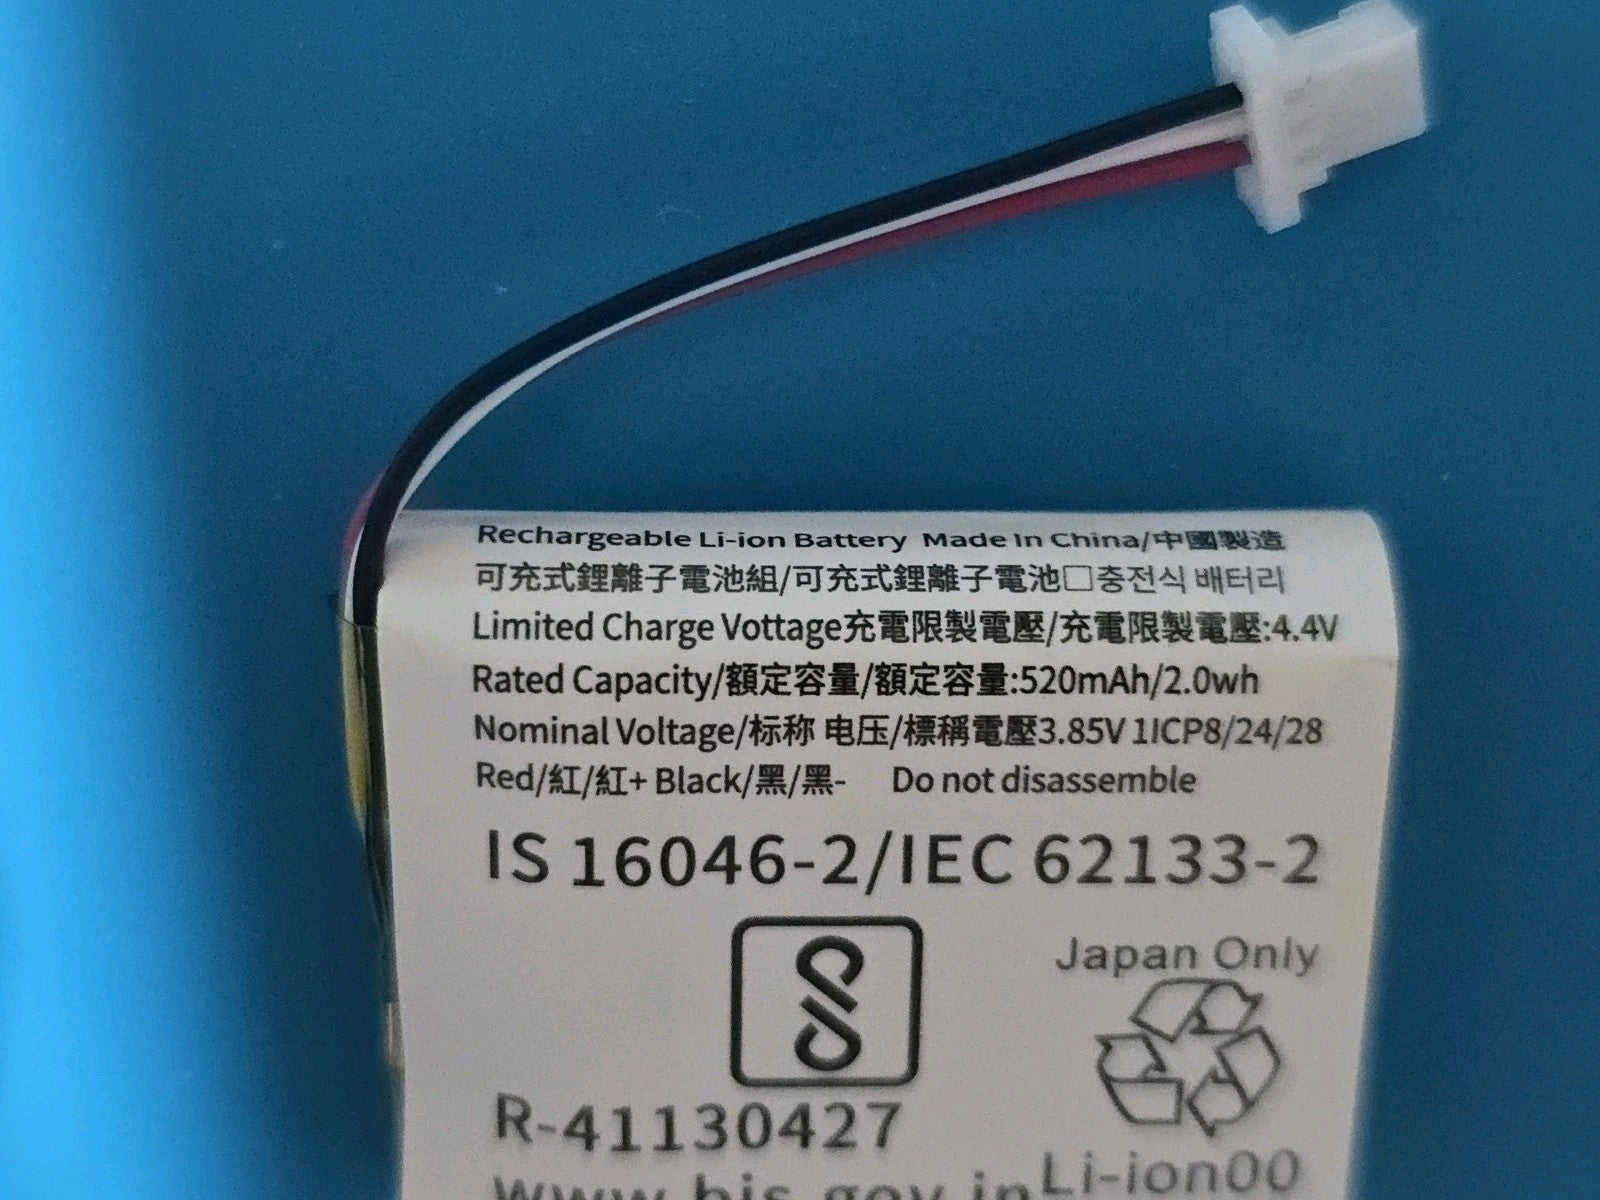 Rechargeable Li-ion Battery Made In China/中國製造
可充式鋰離子電池組/可充式鋰離子電池□충전식 배터리
Limited Charge Vottage充電限製電壓/充電限製電壓:4.4V
Rated Capacity/額定容量/額定容量:520mAh/2.0wh
Nominal Voltage/标称 电压/標稱電壓3.85V 1ICP8/24/28
Red/紅/紅+ Black/黑/黑- Do not disassemble
IS 16046-2/IEC 62133-2
Japan Only
R-41130427
www.bis.gov.in
Li-ion00